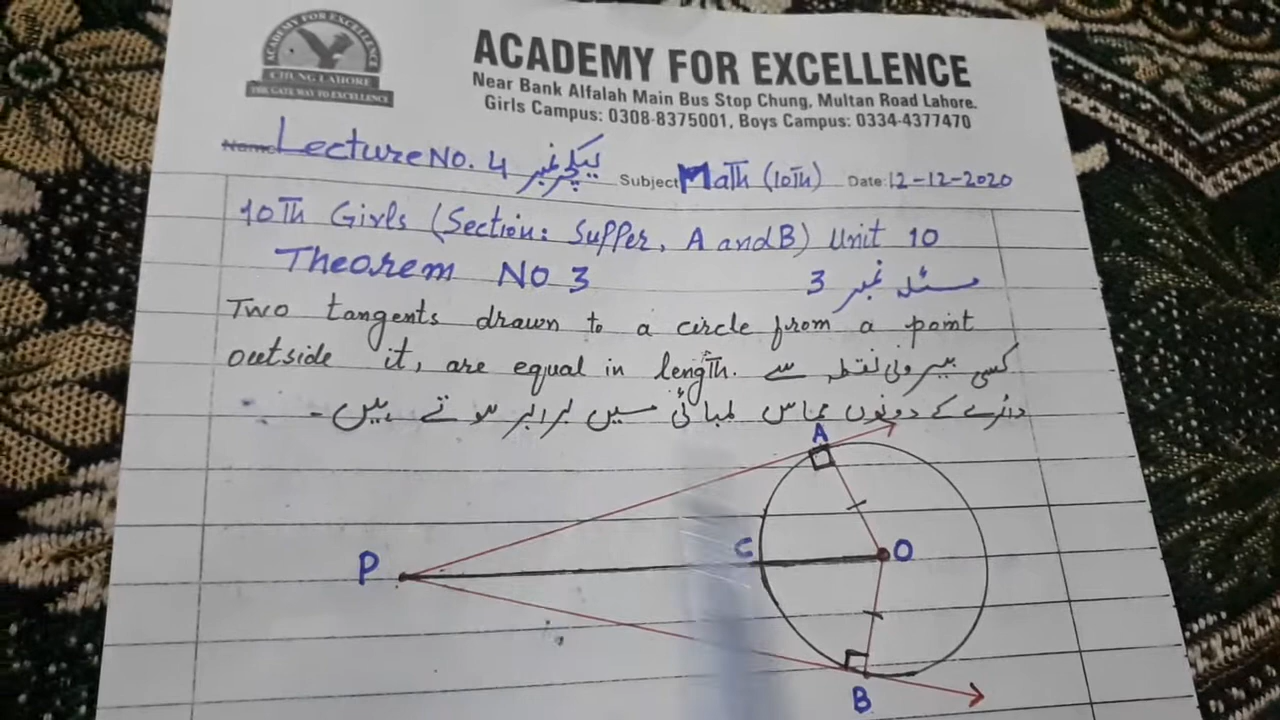 ACADEMY FOR EXCELLENCE
CHUNG LAHORE
THE GATE WAY TO EXCELLENCE
ACADEMY FOR EXCELLENCE
Near Bank Alfalah Main Bus Stop Chung, Multan Road Lahore.
Girls Campus: 0308-8375001, Boys Campus: 0334-4377470
Name Lecture No. 4 لیکچر نمبر Subject Math (10Th) Date: 12-12-2020
10Th Girls (Section: Supper, A and B) Unit 10
Theorem No 3 مسئلہ نمبر 3
Two tangents drawn to a circle from a point
outside it, are equal in length. کسی بیرونی نقطہ سے
دائرے کے دونوں مماس لمبائی میں برابر ہوتے ہیں۔
A
C
O
P
B